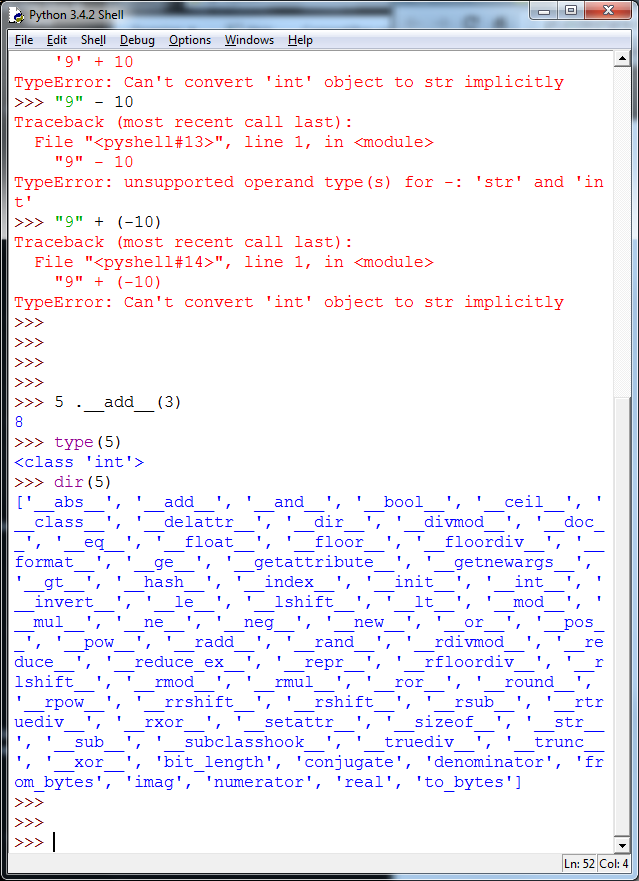 Python 3.4.2 Shell
File Edit Shell Debug Options Windows Help
'9' + 10
TypeError: Can't convert 'int' object to str implicitly
>>> "9" - 10
Traceback (most recent call last):
File "<pyshell#13>", line 1, in <module>
"9" - 10
TypeError: unsupported operand type(s) for -: 'str' and 'in
t'
>>> "9" + (-10)
Traceback (most recent call last):
File "<pyshell#14>", line 1, in <module>
"9" + (-10)
TypeError: Can't convert 'int' object to str implicitly
>>>
>>>
>>>
>>>
>>> 5 .__add__(3)
8
>>> type(5)
<class 'int'>
>>> dir(5)
['__abs__', '__add__', '__and__', '__bool__', '__ceil__', '
__class__', '__delattr__', '__dir__', '__divmod__', '__doc_
_', '__eq__', '__float__', '__floor__', '__floordiv__', '__
format__', '__ge__', '__getattribute__', '__getnewargs__',
'__gt__', '__hash__', '__index__', '__init__', '__int__', '
__invert__', '__le__', '__lshift__', '__lt__', '__mod__', '
__mul__', '__ne__', '__neg__', '__new__', '__or__', '__pos_
_', '__pow__', '__radd__', '__rand__', '__rdivmod__', '__re
duce__', '__reduce_ex__', '__repr__', '__rfloordiv__', '__r
lshift__', '__rmod__', '__rmul__', '__ror__', '__round__',
'__rpow__', '__rrshift__', '__rshift__', '__rsub__', '__rtr
uediv__', '__rxor__', '__setattr__', '__sizeof__', '__str__
', '__sub__', '__subclasshook__', '__truediv__', '__trunc__
', '__xor__', 'bit_length', 'conjugate', 'denominator', 'fr
om_bytes', 'imag', 'numerator', 'real', 'to_bytes']
>>>
>>>
>>>
Ln: 52 Col: 4